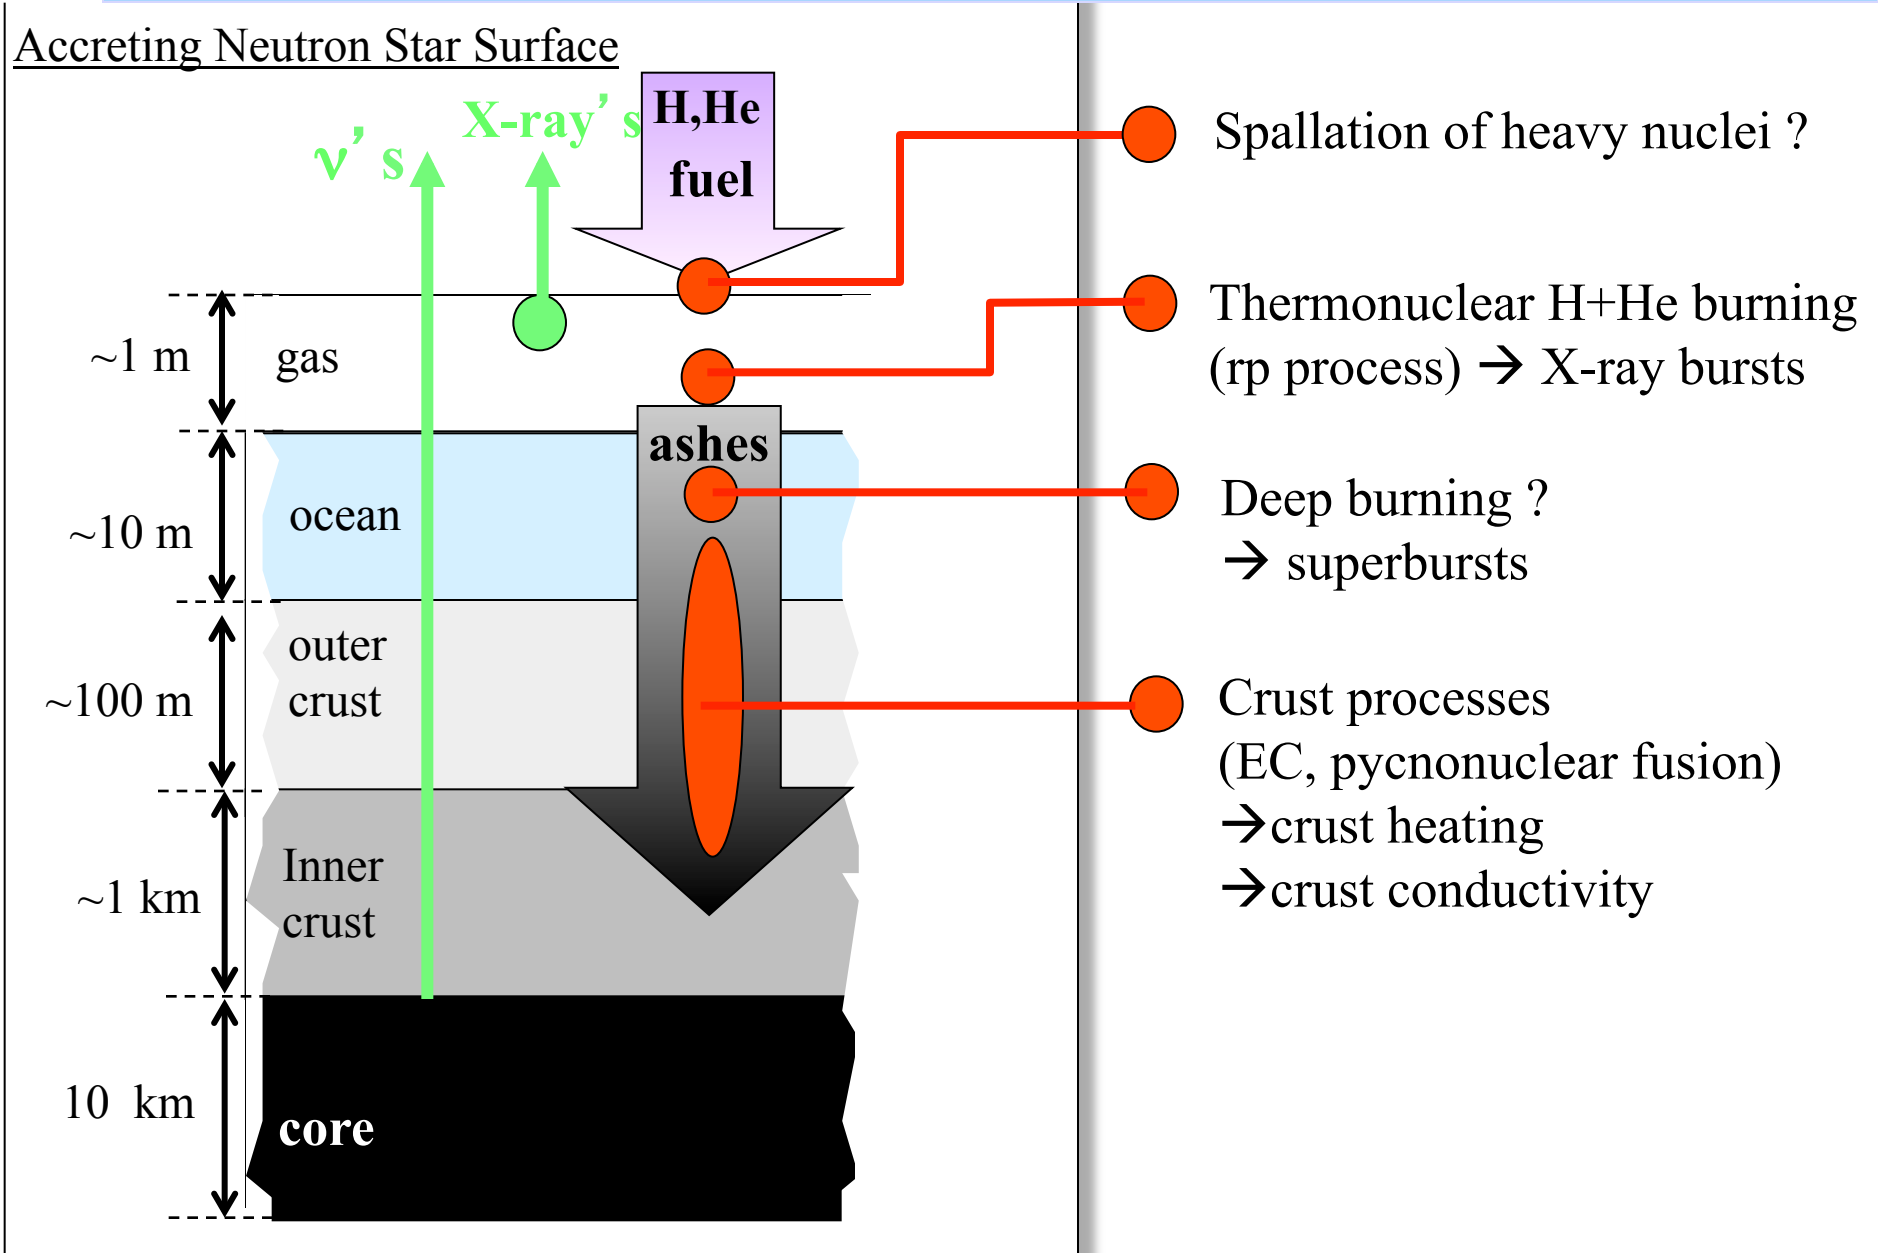 Accreting Neutron Star Surface
ν’ s
X-ray’ s
H,He
fuel
~1 m
gas
ashes
~10 m
ocean
~100 m
outer
crust
~1 km
Inner
crust
10 km
core
Spallation of heavy nuclei ?
Thermonuclear H+He burning
(rp process) → X-ray bursts
Deep burning ?
→ superbursts
Crust processes
(EC, pycnonuclear fusion)
→crust heating
→crust conductivity